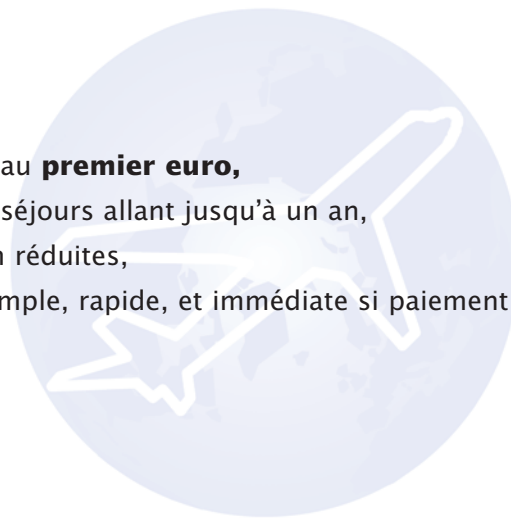 au premier euro,
séjours allant jusqu'à un an,
réduites,
mple, rapide, et immédiate si paiement